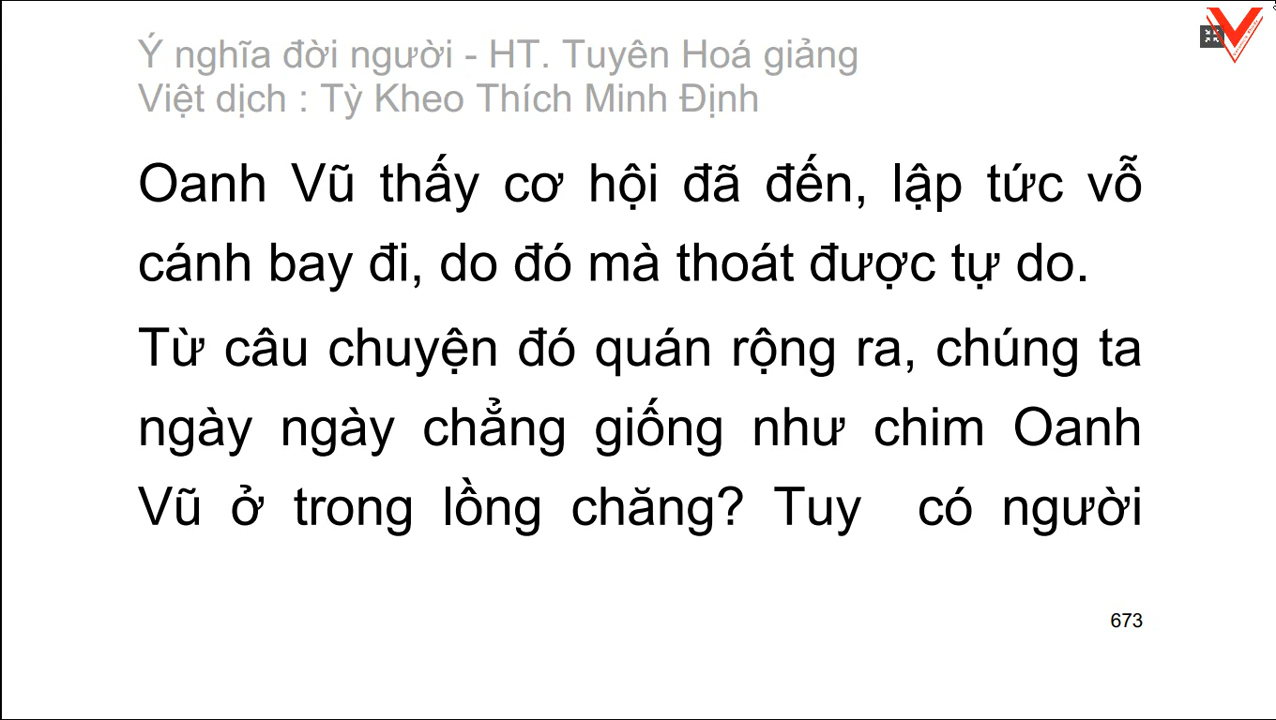 Ý nghĩa đời người - HT. Tuyên Hoá giảng
Việt dịch : Tỳ Kheo Thích Minh Định
Oanh Vũ thấy cơ hội đã đến, lập tức vỗ
cánh bay đi, do đó mà thoát được tự do.
Từ câu chuyện đó quán rộng ra, chúng ta
ngày ngày chẳng giống như chim Oanh
Vũ ở trong lồng chăng? Tuy có người
673